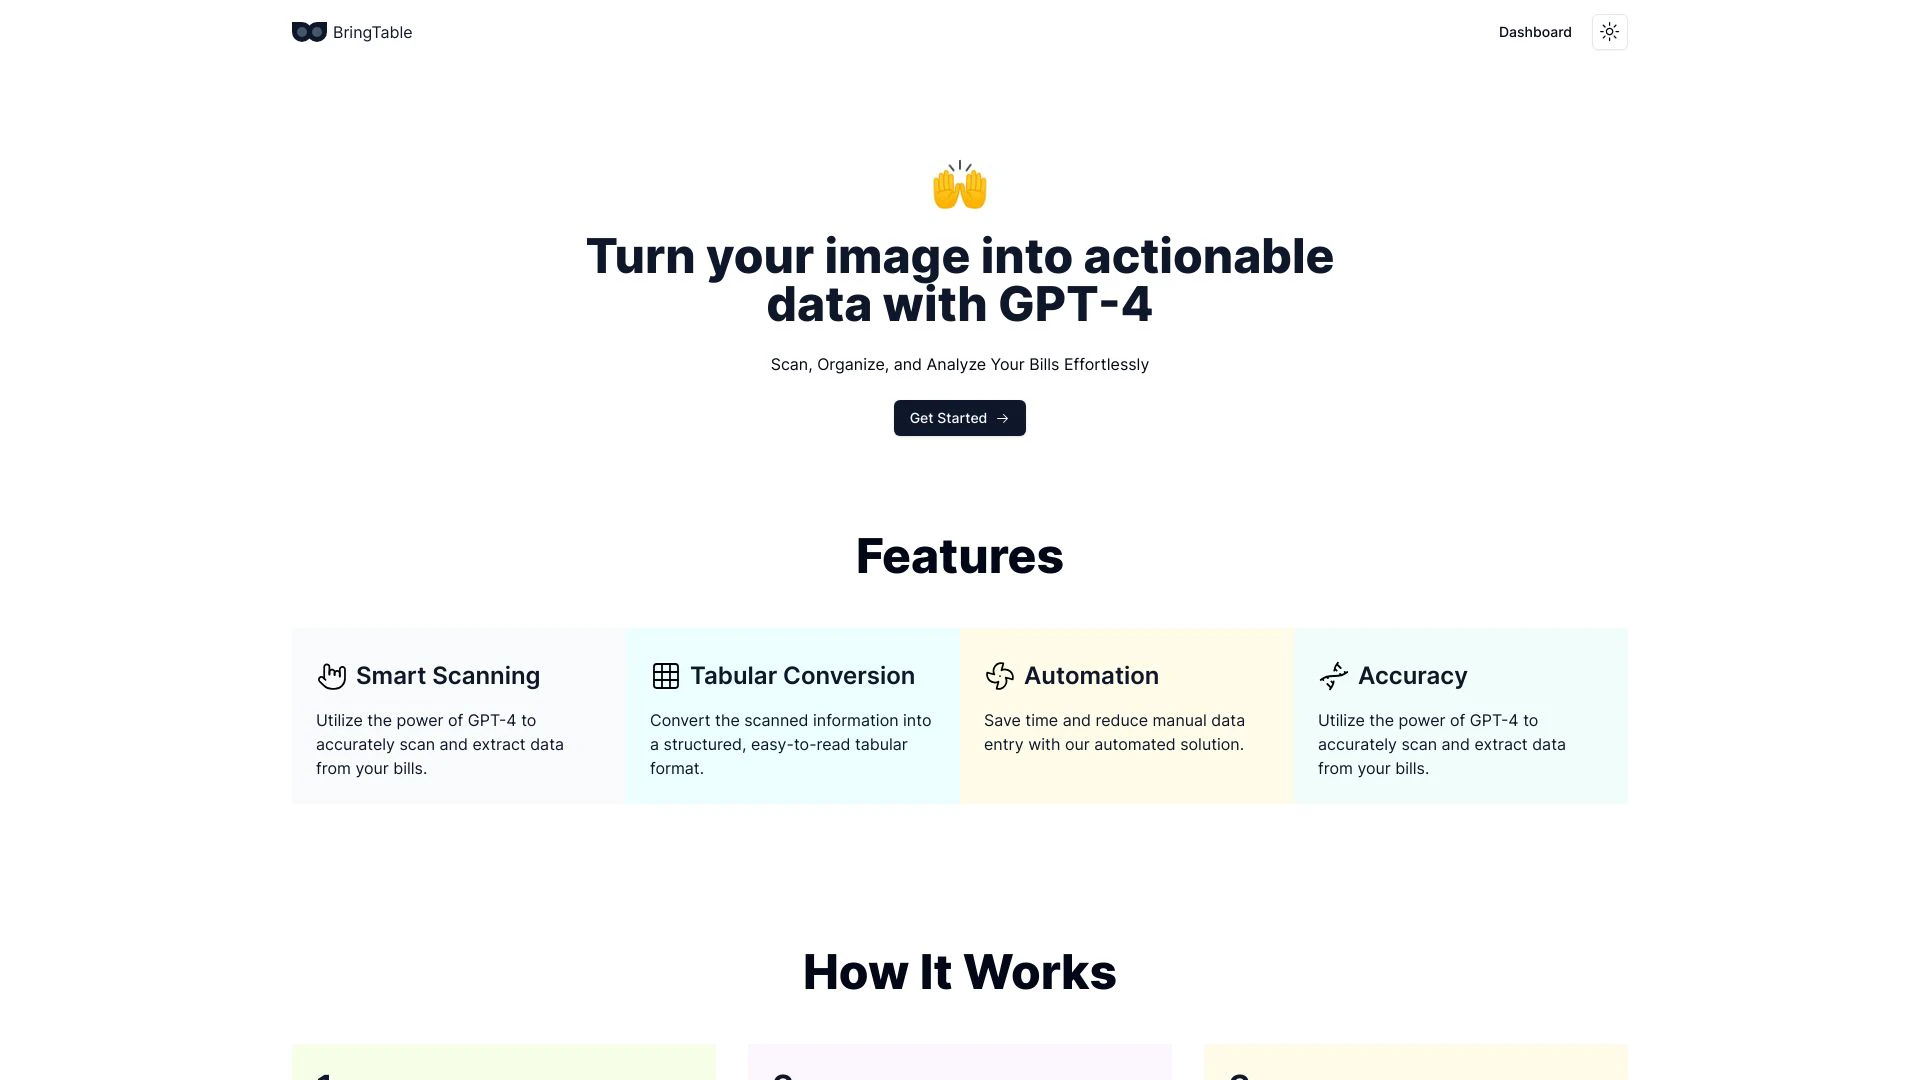 BringTable
Dashboard
Turn your image into actionable
data with GPT-4
Scan, Organize, and Analyze Your Bills Effortlessly
Get Started →
Features
Smart Scanning
Utilize the power of GPT-4 to
accurately scan and extract data
from your bills.
Tabular Conversion
Convert the scanned information into
a structured, easy-to-read tabular
format.
Automation
Save time and reduce manual data
entry with our automated solution.
Accuracy
Utilize the power of GPT-4 to
accurately scan and extract data
from your bills.
How It Works